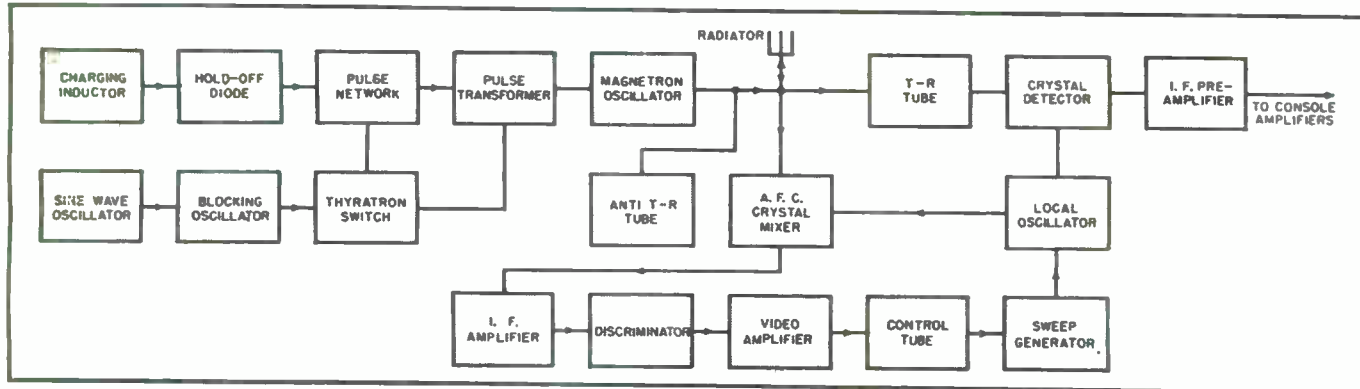 RADIATOR
CHARGING
INDUCTOR
HOLD-OFF
DIODE
PULSE
NETWORK
PULSE
TRANSFORMER
MAGNETRON
OSCILLATOR
T-R
TUBE
CRYSTAL
DETECTOR
I. F. PRE-
AMPLIFIER
TO CONSOLE
AMPLIFIERS
SINE WAVE
OSCILLATOR
BLOCKING
OSCILLATOR
THYRATRON
SWITCH
ANTI T-R
TUBE
A. F. C.
CRYSTAL
MIXER
LOCAL
OSCILLATOR
I. F.
AMPLIFIER
DISCRIMINATOR
VIDEO
AMPLIFIER
CONTROL
TUBE
SWEEP
GENERATOR